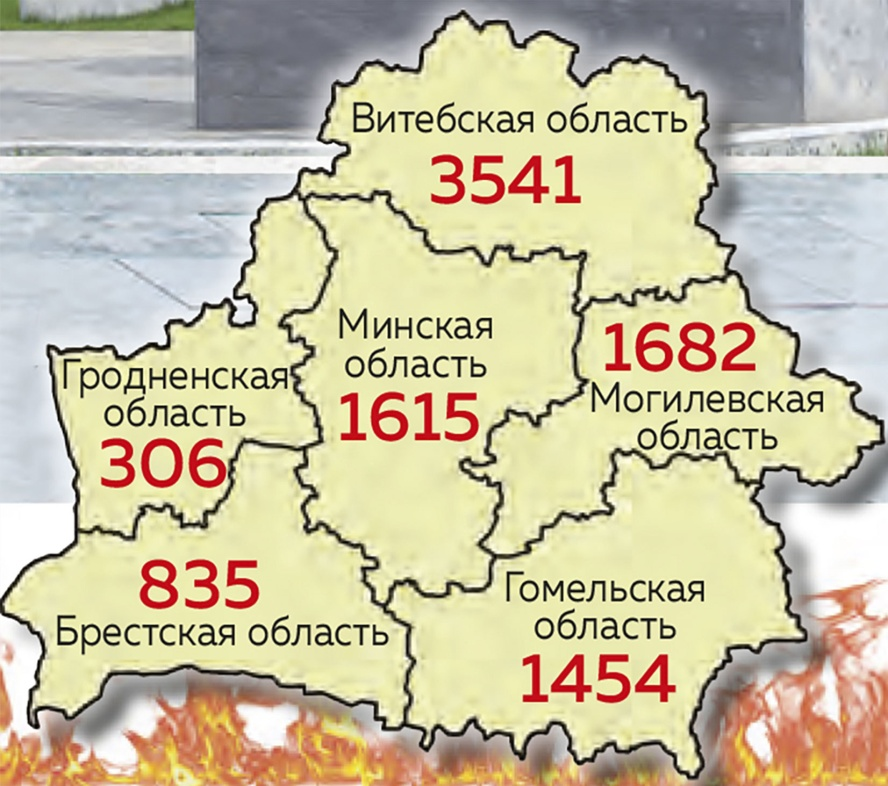 Витебская область
3541
Минская
область
1615
1682
Могилевская
область
Гродненская
область
306
835
Брестская область
Гомельская
область
1454